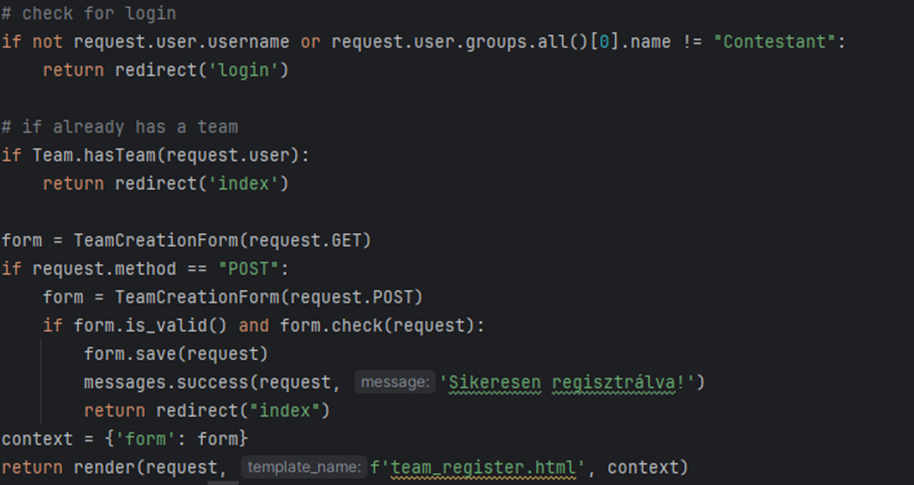 # check for login
if not request.user.username or request.user.groups.all()[0].name != "Contestant":
    return redirect('login')

# if already has a team
if Team.hasTeam(request.user):
    return redirect('index')

form = TeamCreationForm(request.GET)
if request.method == "POST":
    form = TeamCreationForm(request.POST)
    if form.is_valid() and form.check(request):
        form.save(request)
        messages.success(request, message: 'Sikeresen regisztrálva!')
        return redirect("index")
context = {'form': form}
return render(request, template_name: f'team_register.html', context)